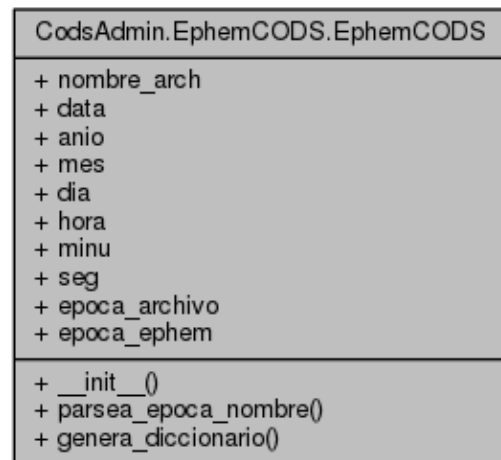 CodsAdmin.EphemCODS.EphemCODS
+ nombre_arch
+ data
+ anio
+ mes
+ dia
+ hora
+ minu
+ seg
+ epoca_archivo
+ epoca_ephem
+ __init__()
+ parsea_epoca_nombre()
+ genera_diccionario()